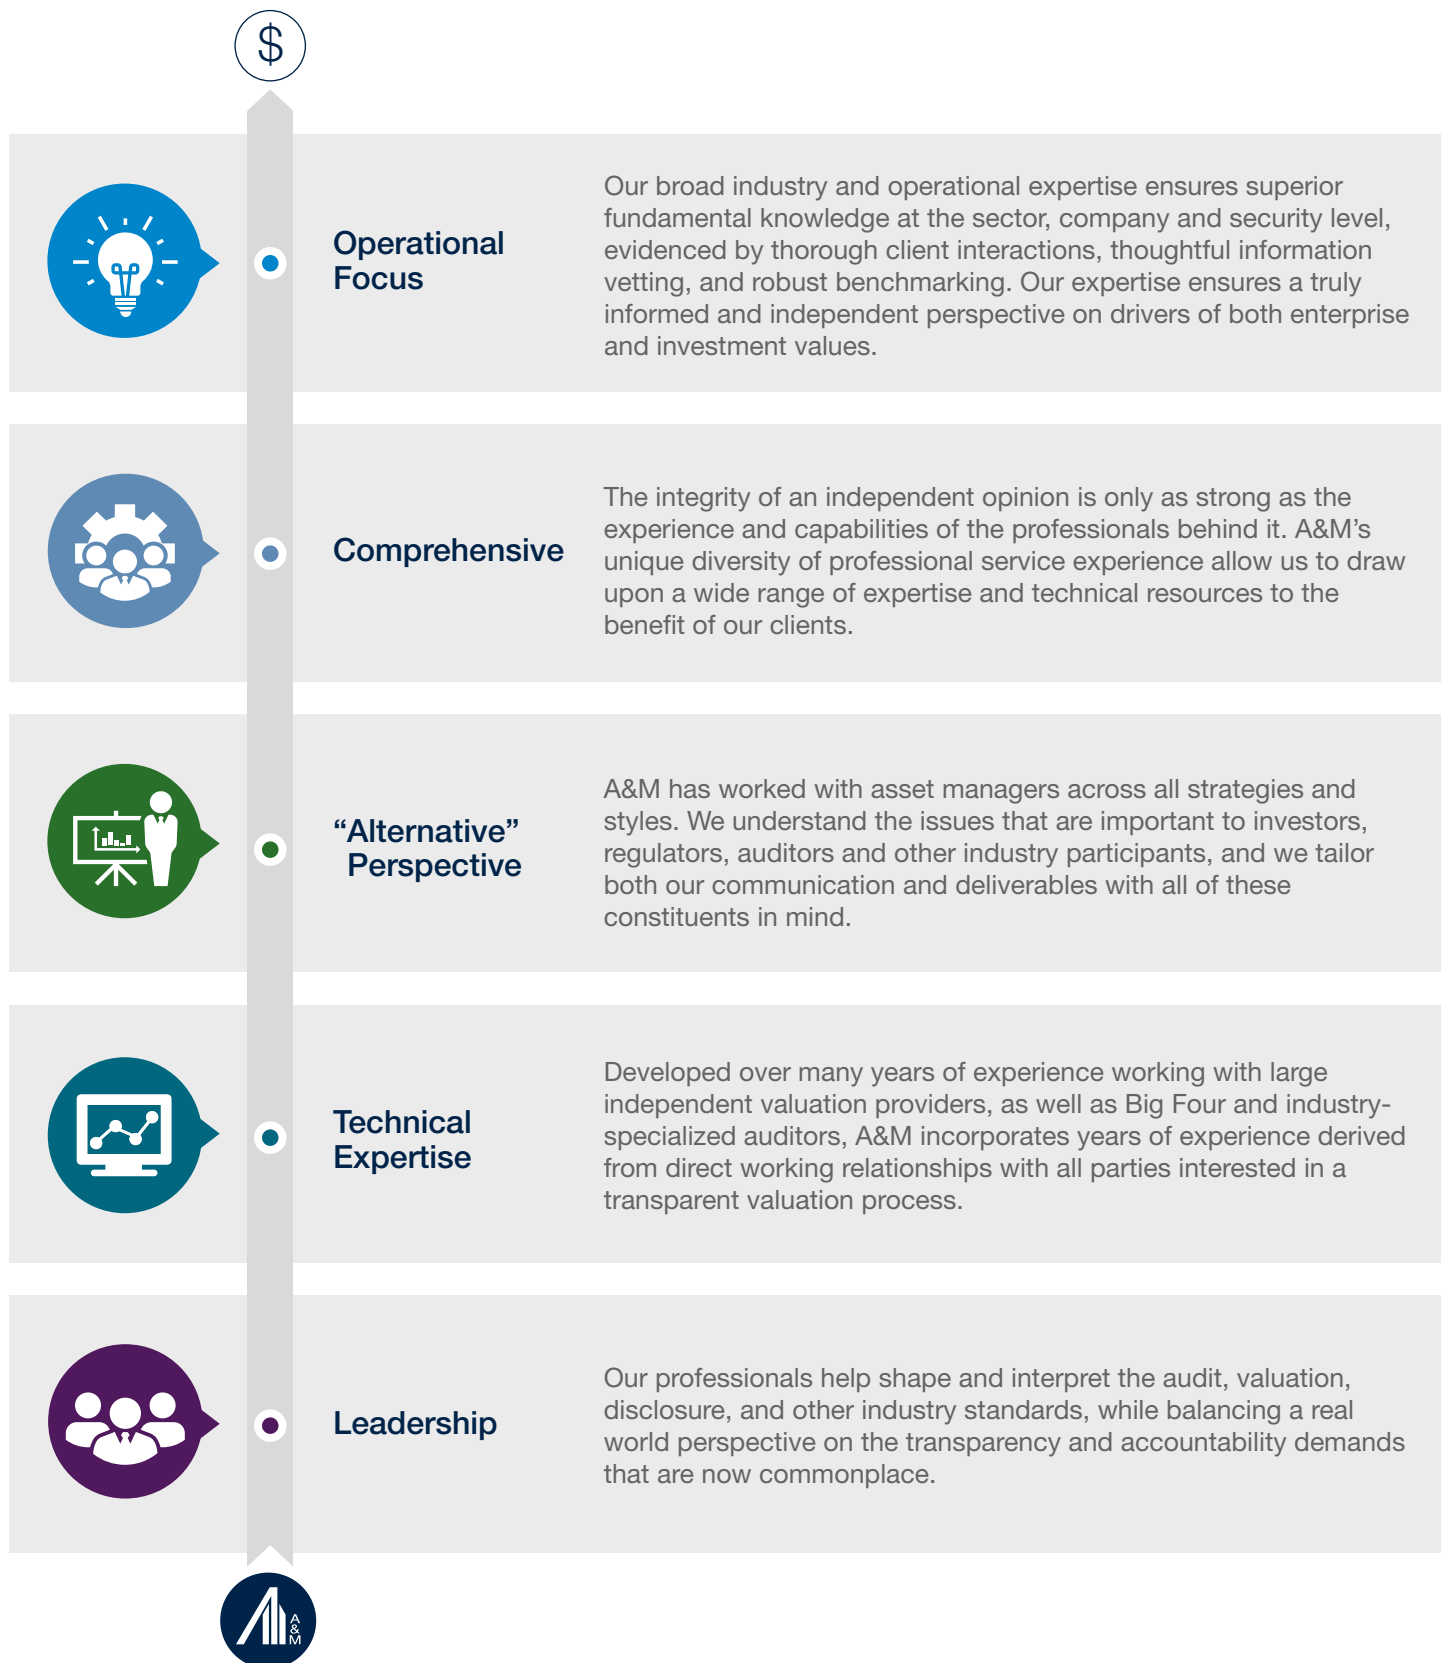 $
Operational
Focus
Our broad industry and operational expertise ensures superior
fundamental knowledge at the sector, company and security level,
evidenced by thorough client interactions, thoughtful information
vetting, and robust benchmarking. Our expertise ensures a truly
informed and independent perspective on drivers of both enterprise
and investment values.
Comprehensive
The integrity of an independent opinion is only as strong as the
experience and capabilities of the professionals behind it. A&M’s
unique diversity of professional service experience allow us to draw
upon a wide range of expertise and technical resources to the
benefit of our clients.
“Alternative”
Perspective
A&M has worked with asset managers across all strategies and
styles. We understand the issues that are important to investors,
regulators, auditors and other industry participants, and we tailor
both our communication and deliverables with all of these
constituents in mind.
Technical
Expertise
Developed over many years of experience working with large
independent valuation providers, as well as Big Four and industry-
specialized auditors, A&M incorporates years of experience derived
from direct working relationships with all parties interested in a
transparent valuation process.
Leadership
Our professionals help shape and interpret the audit, valuation,
disclosure, and other industry standards, while balancing a real
world perspective on the transparency and accountability demands
that are now commonplace.
A
&
M